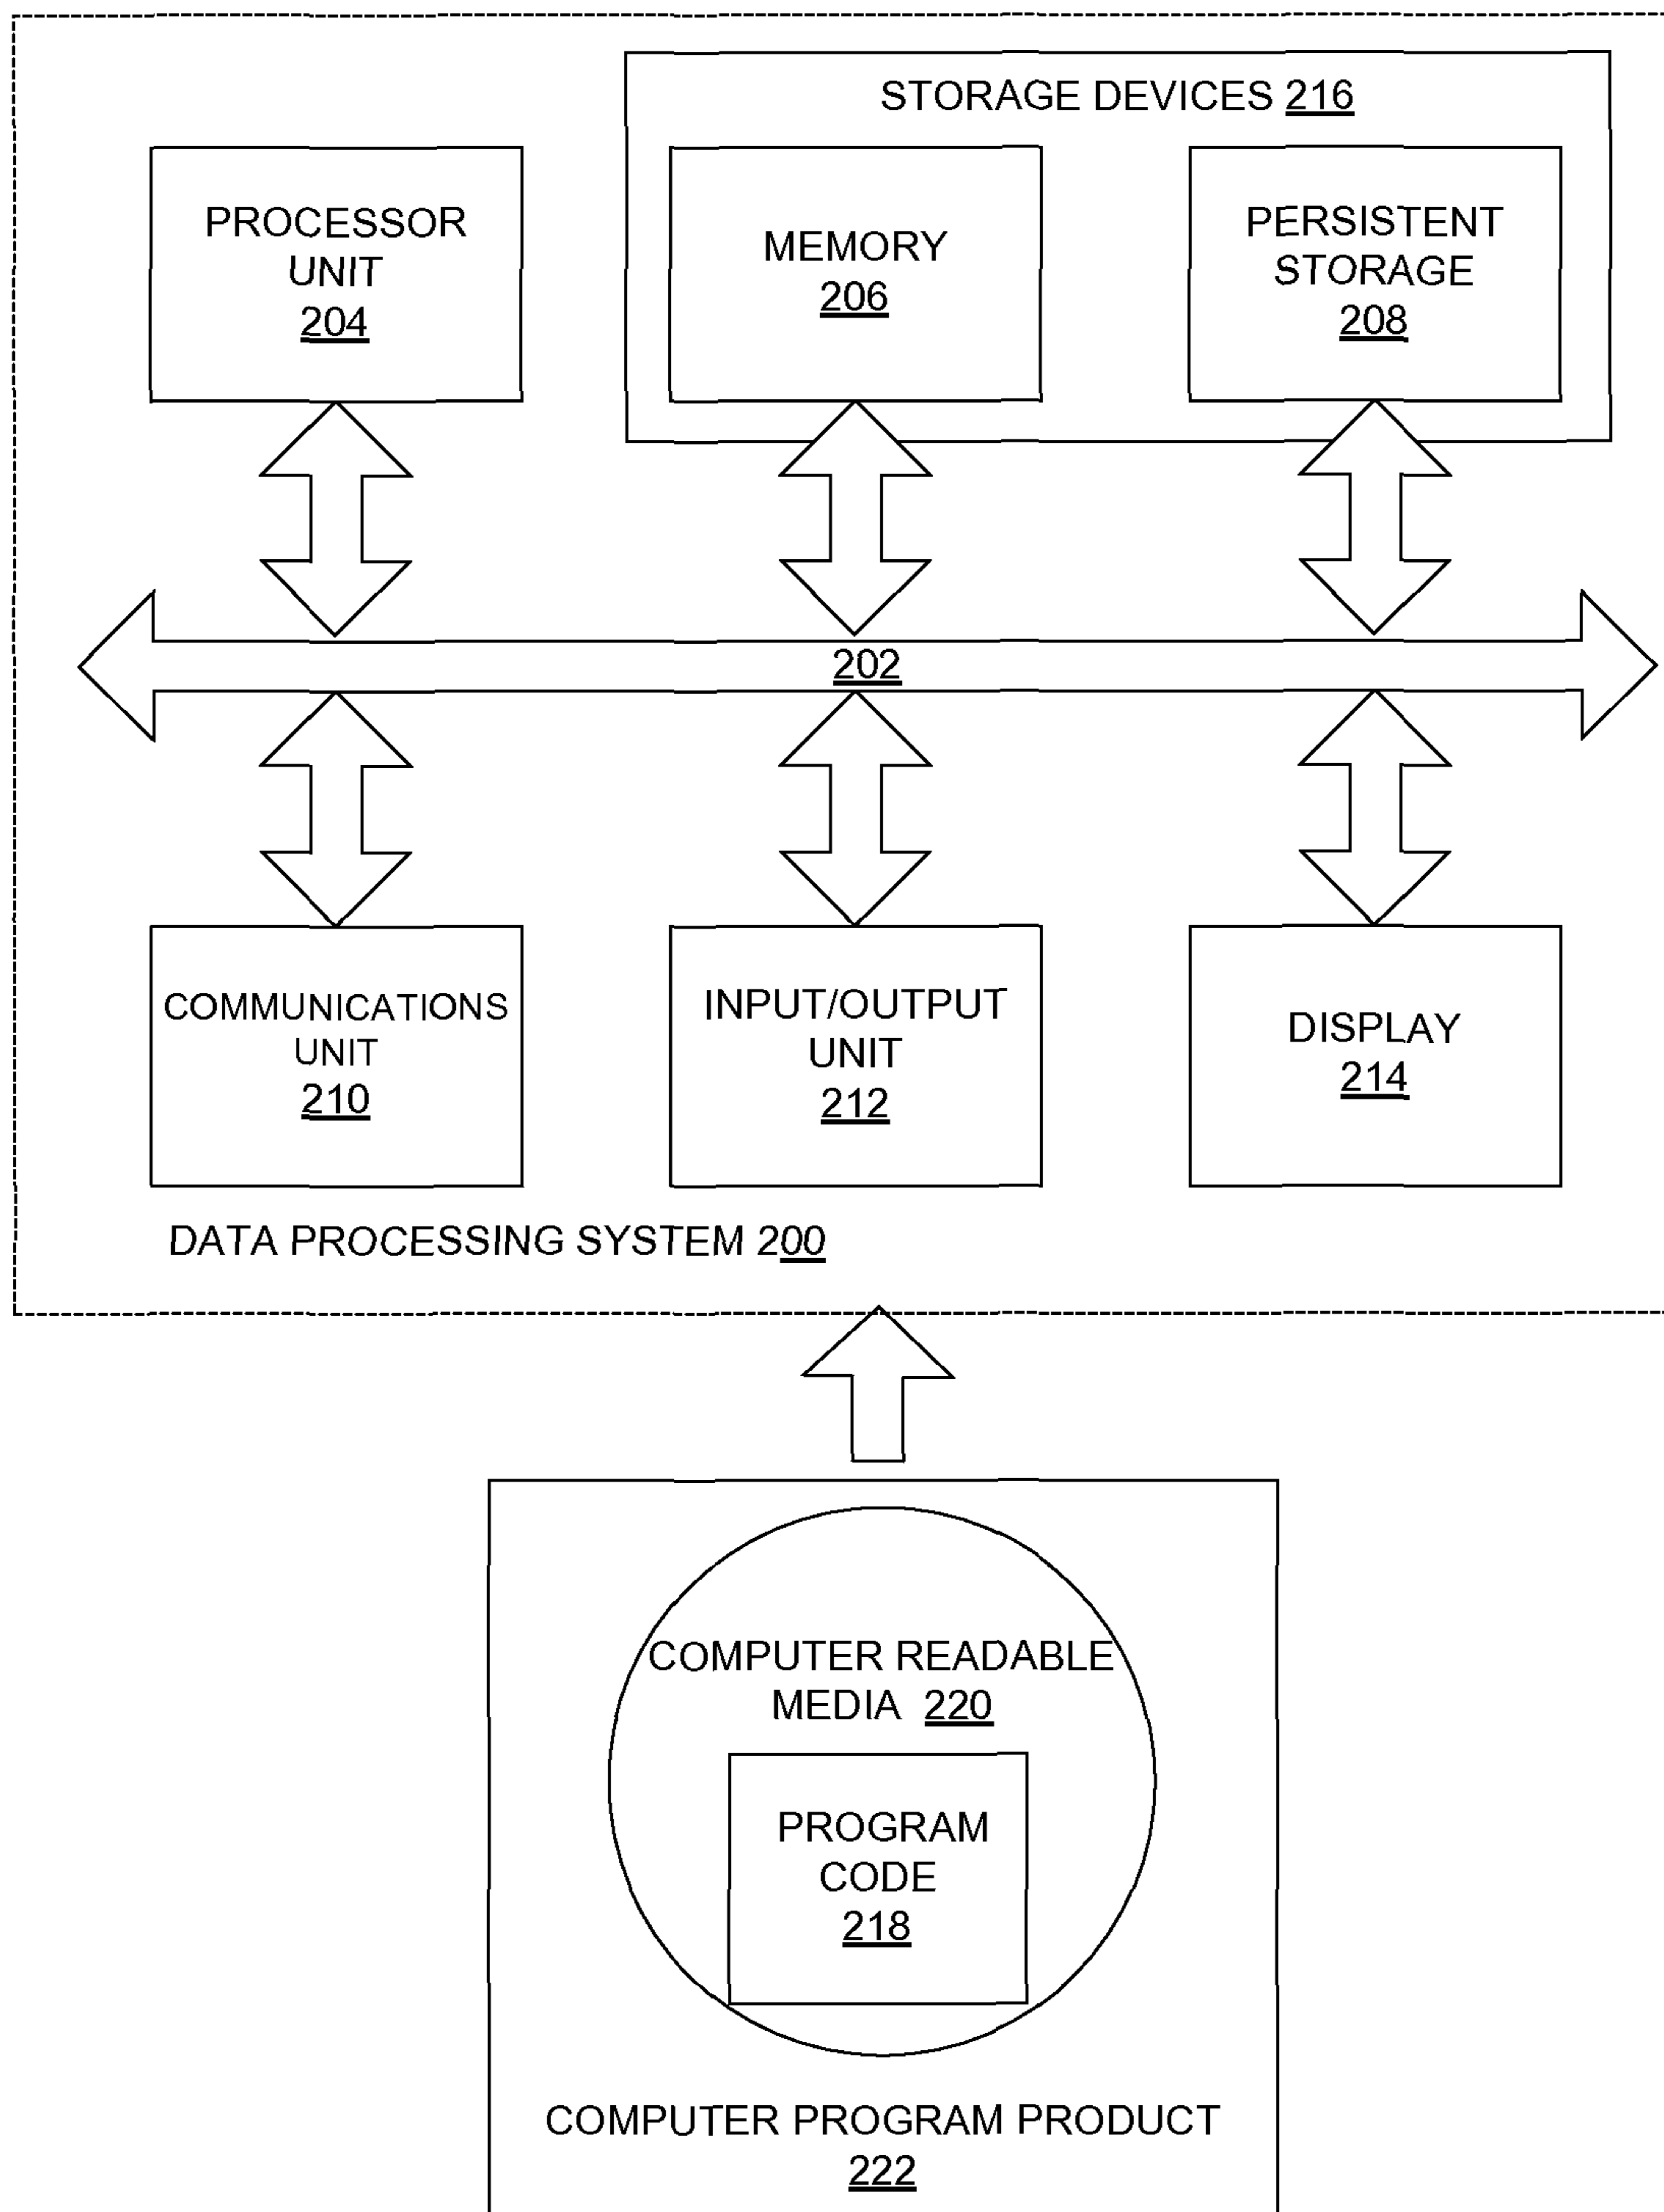 STORAGE DEVICES 216
PROCESSOR
UNIT
204
MEMORY
206
PERSISTENT
STORAGE
208
202
COMMUNICATIONS
UNIT
210
INPUT/OUTPUT
UNIT
212
DISPLAY
214
DATA PROCESSING SYSTEM 200
COMPUTER READABLE
MEDIA 220
PROGRAM
CODE
218
COMPUTER PROGRAM PRODUCT
222